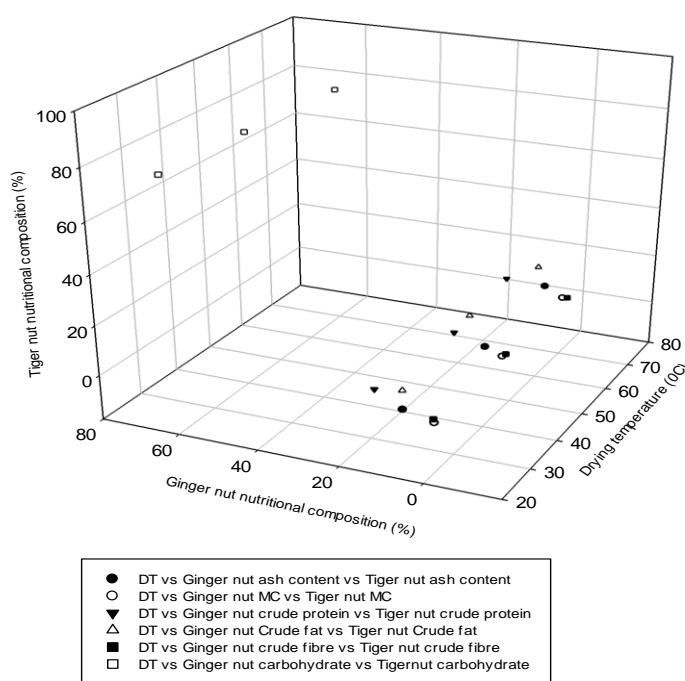 100
80
60
40
20
0
Tiger nut nutritional composition (%)
80
60
40
20
0
Ginger nut nutritional composition (%)
20
30
40
50
60
70
80
Drying temperature (0C)
DT vs Ginger nut ash content vs Tiger nut ash content
DT vs Ginger nut MC vs Tiger nut MC
DT vs Ginger nut crude protein vs Tiger nut crude protein
DT vs Ginger nut Crude fat vs Tiger nut Crude fat
DT vs Ginger nut crude fibre vs Tiger nut crude fibre
DT vs Ginger nut carbohydrate vs Tigernut carbohydrate